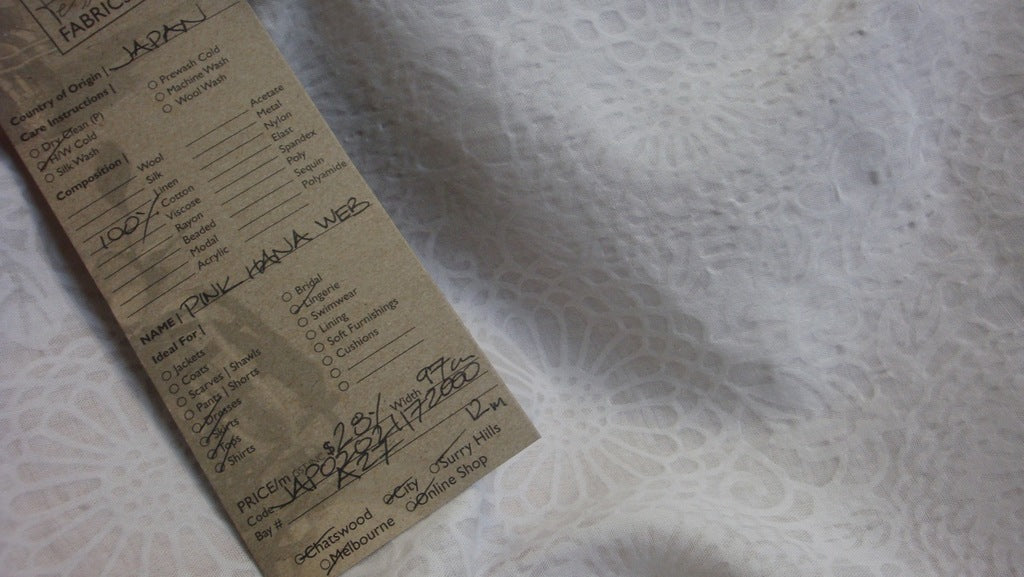 FABRICS
Country of Origin | JAPAN
Care Instructions |
Dry Clean (P)
H/W Cold
Silk Wash
Prewash Cold
Machine Wash
Wool Wash
Composition |
Wool
Silk
Linen
100% Cotton
Viscose
Rayon
Beaded
Modal
Acrylic
Acetate
Metal
Nylon
Elast
Spandex
Poly
Sequin
Polyamide
NAME | PINK HANA WEB
Ideal For |
Jackets
Coats
Scarves | Shawls
Pants | Shorts
Dresses
Tops
Shirts
Bridal
Lingerie
Swimwear
Lining
Soft Furnishings
Cushions
PRICE/m $28 Width 97cm
Code
Bay # 12m
Chatswood
City
Surry Hills
Melbourne
Online Shop